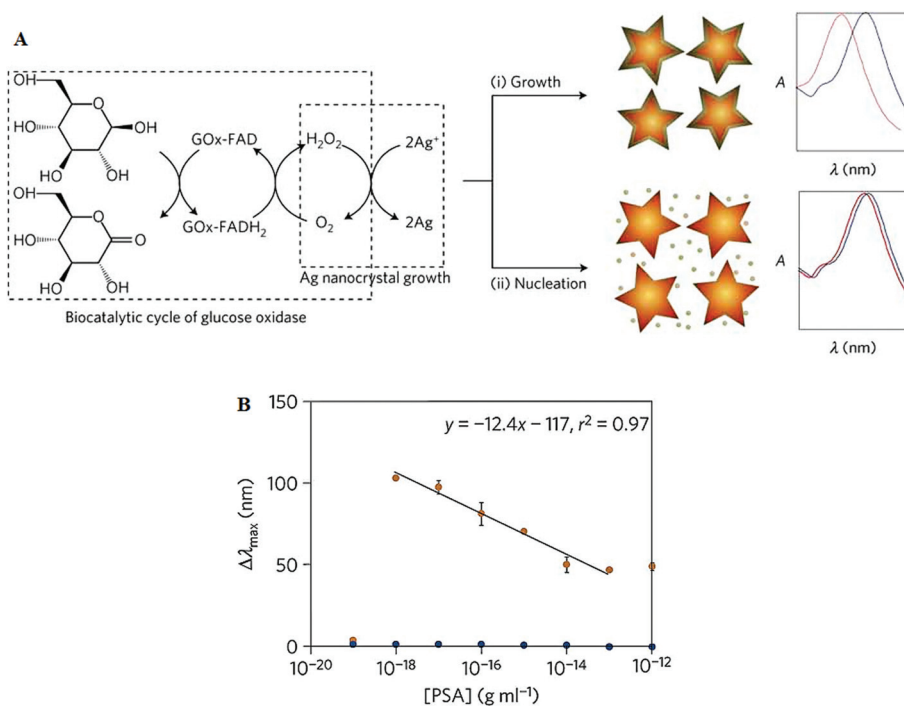 A
OH
O
HO
OH
HO
OH
OH
O
HO
O
HO
OH
GOx-FAD
GOx-FADH₂
H₂O₂
O₂
2Ag⁺
2Ag
Ag nanocrystal growth
Biocatalytic cycle of glucose oxidase
(i) Growth
(ii) Nucleation
A
λ (nm)
A
λ (nm)
B
y = −12.4x − 117, r² = 0.97
150
100
50
0
Δλmax (nm)
10⁻²⁰ 10⁻¹⁸ 10⁻¹⁶ 10⁻¹⁴ 10⁻¹²
[PSA] (g ml⁻¹)